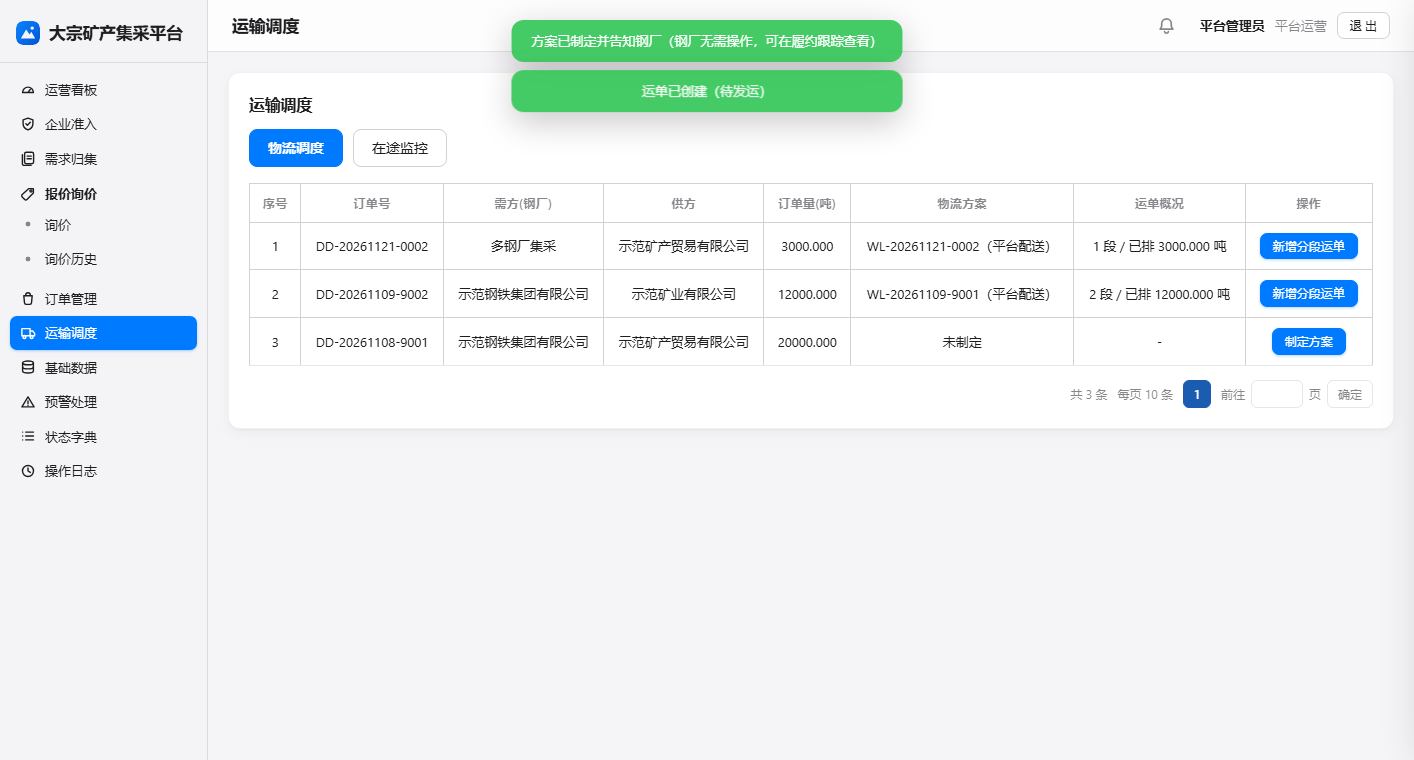 大宗矿产集采平台
运营看板
企业准入
需求归集
报价询价
询价
询价历史
订单管理
运输调度
基础数据
预警处理
状态字典
操作日志
运输调度
平台管理员 平台运营 退 出
方案已制定并告知钢厂（钢厂无需操作，可在履约跟踪查看）
运单已创建（待发运）
运输调度
物流调度 在途监控
序号 订单号 需方(钢厂) 供方 订单量(吨) 物流方案 运单概况 操作
1 DD-20261121-0002 多钢厂集采 示范矿产贸易有限公司 3000.000 WL-20261121-0002（平台配送） 1 段 / 已排 3000.000 吨 新增分段运单
2 DD-20261109-9002 示范钢铁集团有限公司 示范矿业有限公司 12000.000 WL-20261109-9001（平台配送） 2 段 / 已排 12000.000 吨 新增分段运单
3 DD-20261108-9001 示范钢铁集团有限公司 示范矿产贸易有限公司 20000.000 未制定 - 制定方案
共 3 条 每页 10 条 1 前往 页 确定